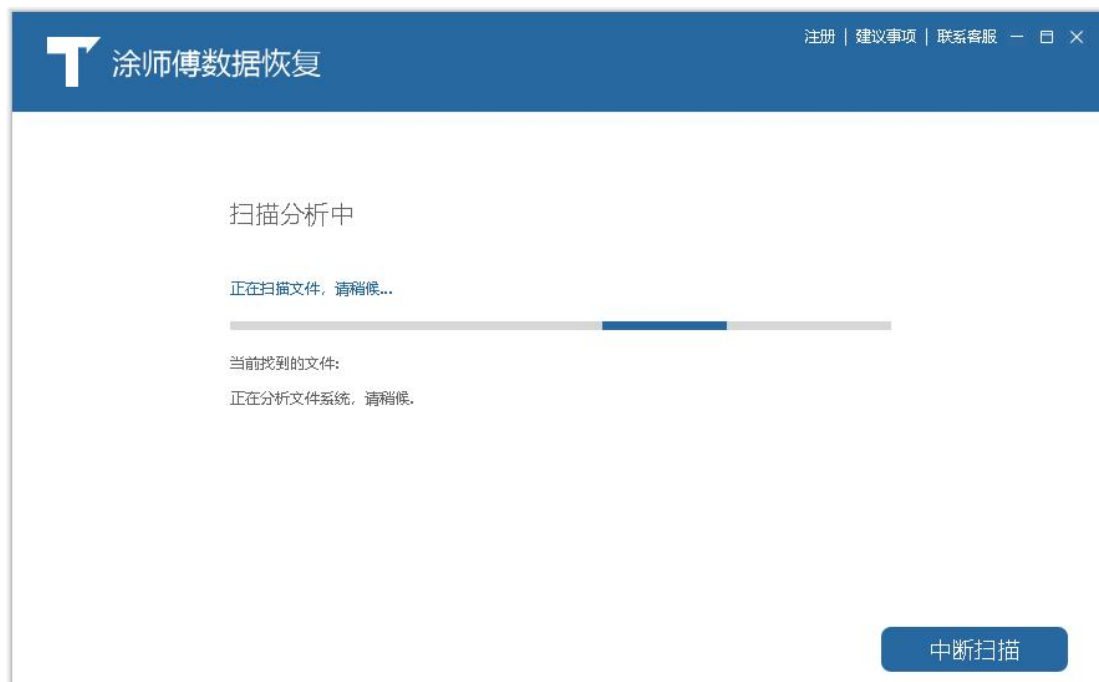 涂师傅数据恢复
注册 | 建议事项 | 联系客服
扫描分析中
正在扫描文件, 请稍候...
当前找到的文件:
正在分析文件系统, 请稍候.
中断扫描